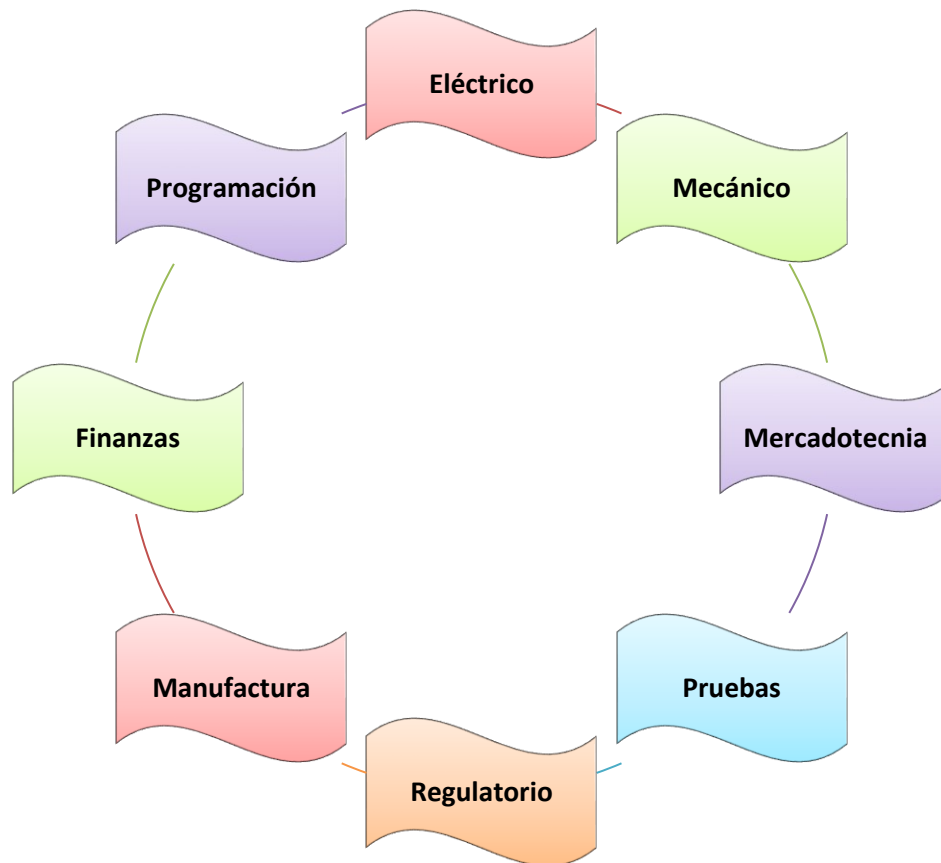 Eléctrico
Mecánico
Mercadotecnia
Pruebas
Regulatorio
Manufactura
Finanzas
Programación